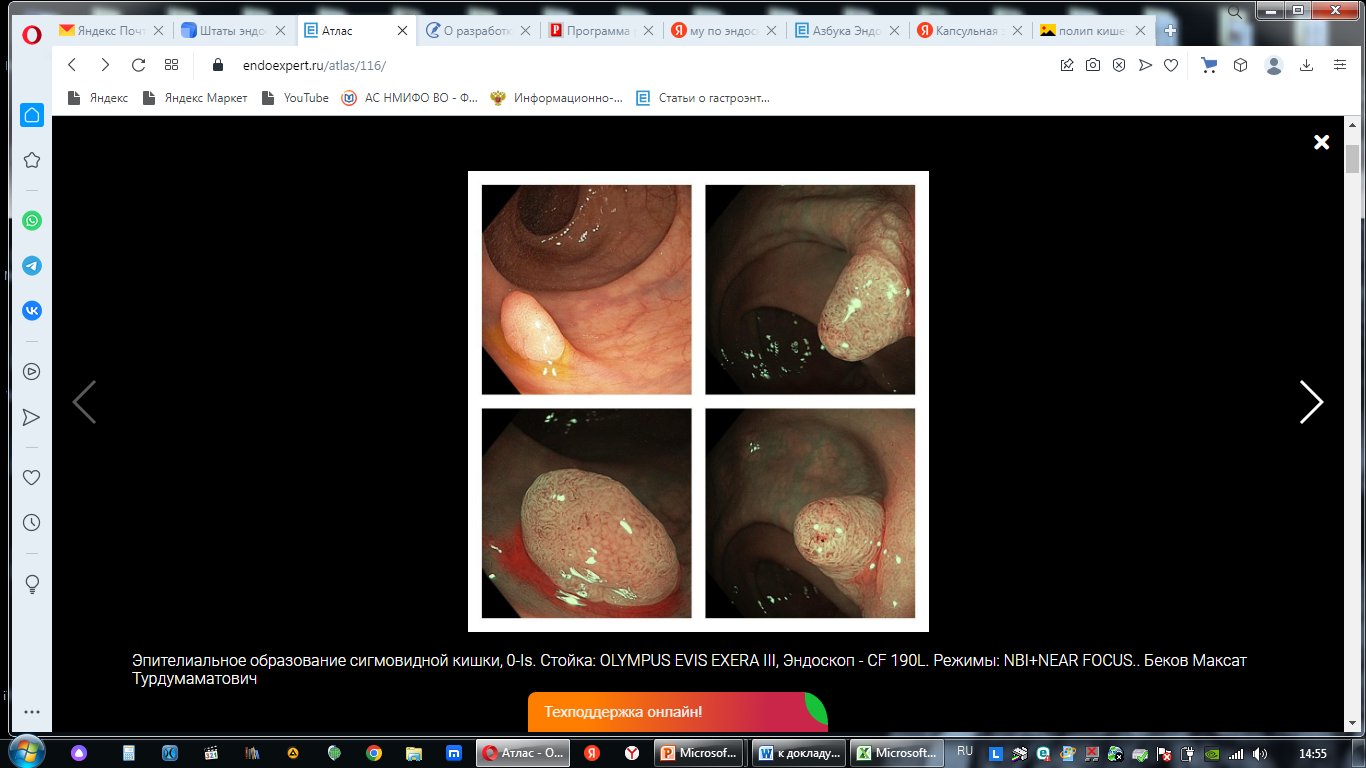 Яндекс Почт
Штаты эндос
Атлас
О разработк
Программа
му по эндос
Азбука Эндо
Капсульная
полип кише
endoexpert.ru/atlas/116/
Яндекс
Яндекс Маркет
YouTube
АС НМИФО ВО - Ф...
Информационно-...
Статьи о гастроэнт...
Эпителиальное образование сигмовидной кишки, 0-Is. Стойка: OLYMPUS EVIS EXERA III, Эндоскоп - CF 190L. Режимы: NBI+NEAR FOCUS.. Беков Максат
Турдумаматович
Техподдержка онлайн!
Атлас - O...
Microsof...
к докладу...
Microsoft...
RU
14:55